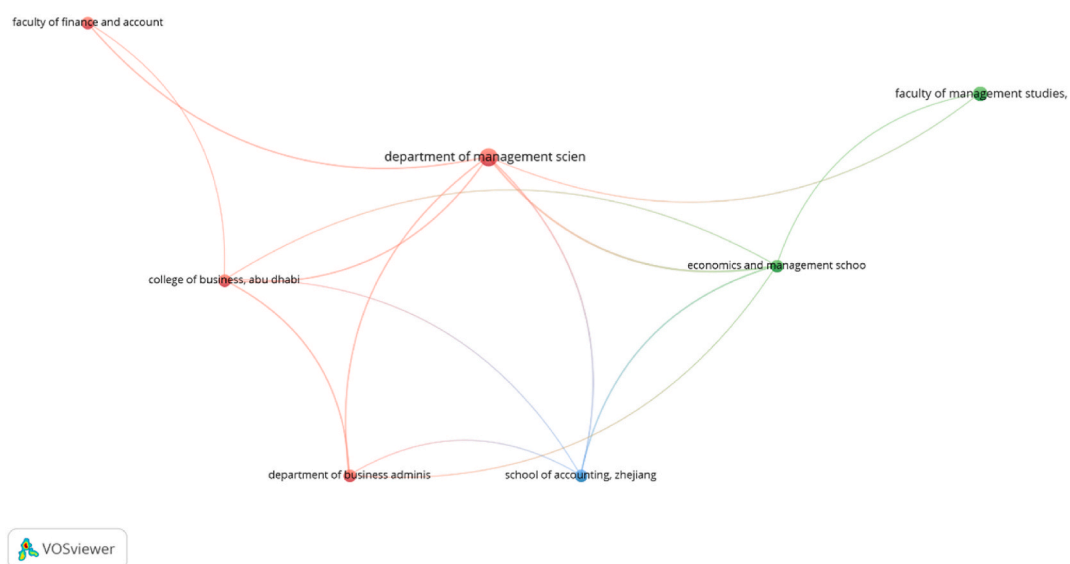 faculty of finance and account
faculty of management studies,
department of management scien
economics and management schoo
college of business, abu dhabi
department of business adminis
school of accounting, zhejiang
VOSviewer